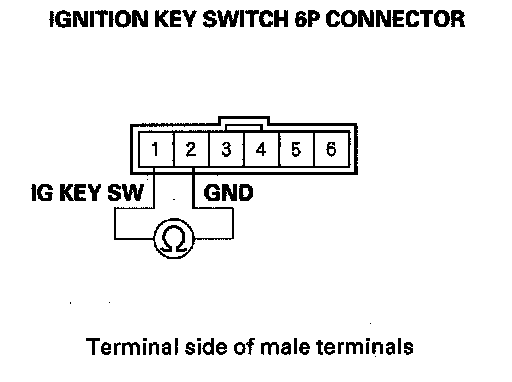 IGNITION KEY SWITCH 6P CONNECTOR
1 2 3 4 5 6
IG KEY SW GND
Ω
Terminal side of male terminals